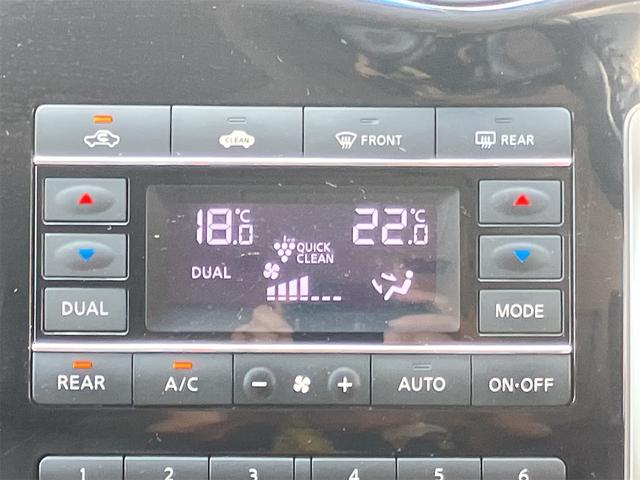 CLEAN FRONT REAR
18.0°C 22.0°C
QUICK
CLEAN
DUAL
DUAL MODE
REAR A/C − + AUTO ON·OFF
1 2 3 4 5 6